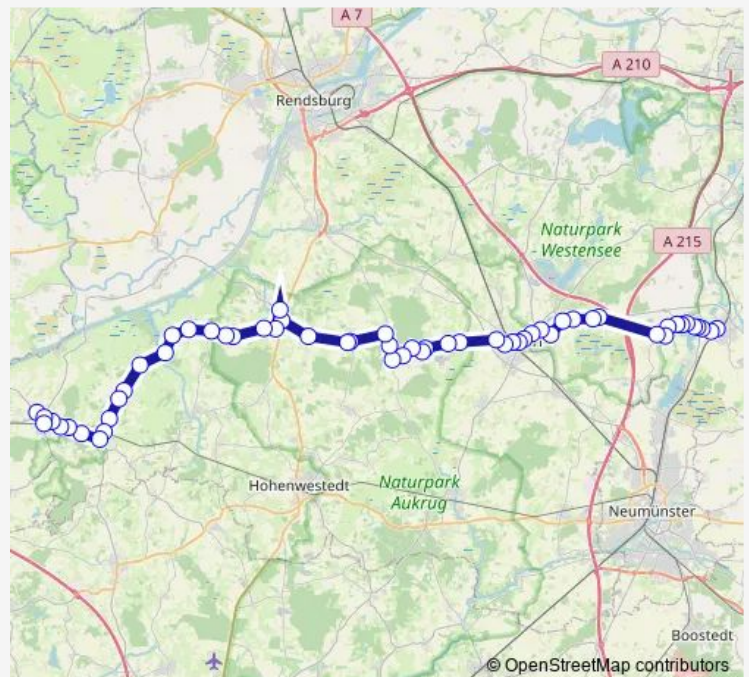 A 7
A 210
Rendsburg
Naturpark
Westensee
A 215
Hohenwestedt
Naturpark
Aukrug
Neumünster
Boostedt
© OpenStreetMap contributors